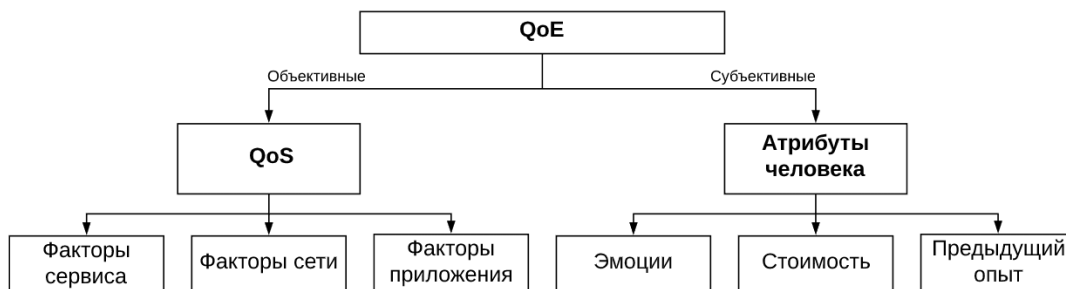 QoE
Объективные
Субъективные
QoS
Атрибуты
человека
Факторы
сервиса
Факторы сети
Факторы
приложения
Эмоции
Стоимость
Предыдущий
опыт